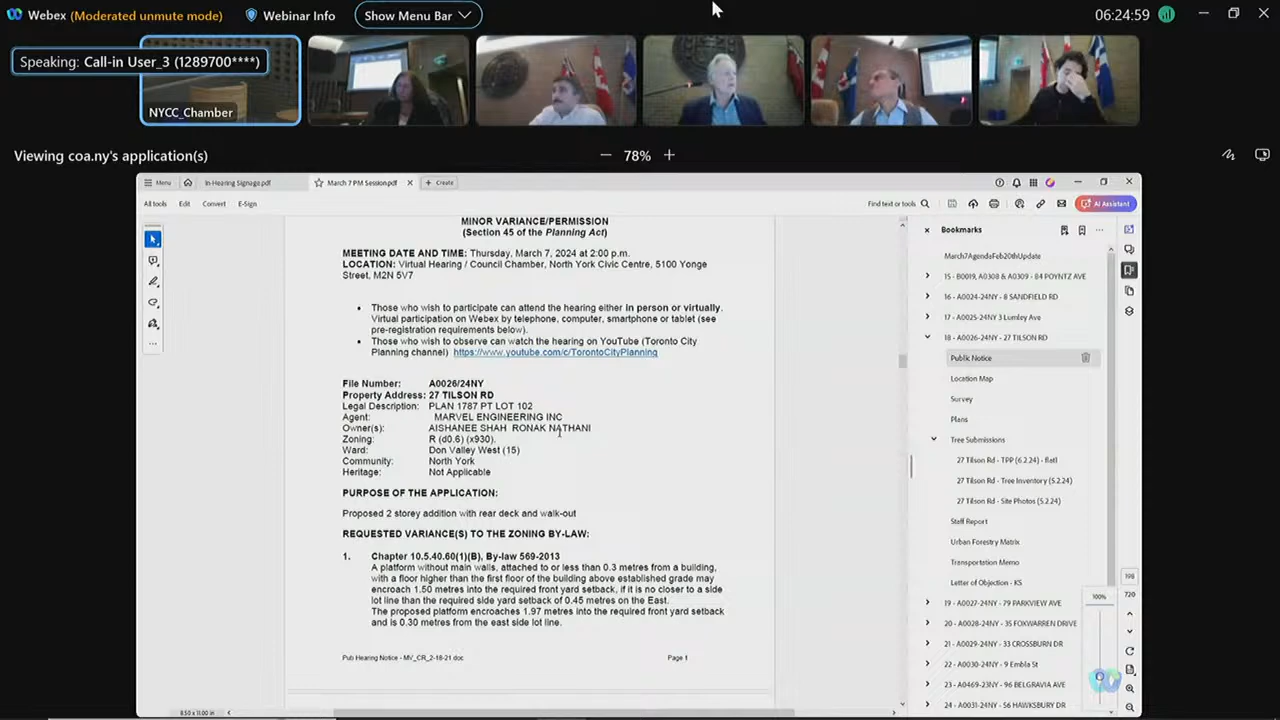 Webex (Moderated unmute mode) Webinar Info Show Menu Bar 06:24:59
Speaking: Call-in User_3 (1289700****)
NYCC_Chamber
Viewing coa.ny's application(s) 78%
Menu In-Hearing Signage.pdf March 7 PM Session.pdf Create
All tools Edit Convert E-Sign Find text or tools AI Assistant
MINOR VARIANCE/PERMISSION
(Section 45 of the Planning Act)
MEETING DATE AND TIME: Thursday, March 7, 2024 at 2:00 p.m.
LOCATION: Virtual Hearing / Council Chamber, North York Civic Centre, 5100 Yonge
Street, M2N 5V7
• Those who wish to participate can attend the hearing either in person or virtually.
Virtual participation on Webex by telephone, computer, smartphone or tablet (see
pre-registration requirements below).
• Those who wish to observe can watch the hearing on YouTube (Toronto City
Planning channel) https://www.youtube.com/c/TorontoCityPlanning
File Number: A0026/24NY
Property Address: 27 TILSON RD
Legal Description: PLAN 1787 PT LOT 102
Agent: MARVEL ENGINEERING INC
Owner(s): AISHANEE SHAH RONAK NATHANI
Zoning: R (d0.6) (x930).
Ward: Don Valley West (15)
Community: North York
Heritage: Not Applicable
PURPOSE OF THE APPLICATION:
Proposed 2 storey addition with rear deck and walk-out
REQUESTED VARIANCE(S) TO THE ZONING BY-LAW:
1. Chapter 10.5.40.60(1)(B), By-law 569-2013
A platform without main walls, attached to or less than 0.3 metres from a building,
with a floor higher than the first floor of the building above established grade may
encroach 1.50 metres into the required front yard setback, if it is no closer to a side
lot line than the required side yard setback of 0.45 metres on the East.
The proposed platform encroaches 1.97 metres into the required front yard setback
and is 0.30 metres from the east side lot line.
Pub Hearing Notice - MV_CR_2-18-21 doc Page 1
8.50 x 11.00 in
Bookmarks
March7AgendaFeb20thUpdate
15 - B0019, A0308 & A0309 - 84 POYNTZ AVE
16 - A0024-24NY - 8 SANDFIELD RD
17 - A0025-24NY 3 Lumley Ave
18 - A0026-24NY - 27 TILSON RD
Public Notice
Location Map
Survey
Plans
Tree Submissions
27 Tilson Rd - TPP (6.2.24) - flatl
27 Tilson Rd - Tree Inventory (5.2.24)
27 Tilson Rd - Site Photos (5.2.24)
Staff Report
Urban Forestry Matrix
Transportation Memo
Letter of Objection - KS
19 - A0027-24NY - 79 PARKVIEW AVE
20 - A0028-24NY - 35 FOXWARREN DRIVE
21 - A0029-24NY - 33 CROSSBURN DR
22 - A0030-24NY - 9 Embla St
23 - A0469-23NY - 96 BELGRAVIA AVE
24 - A0031-24NY - 56 HAWKSBURY DR
198
720
100%